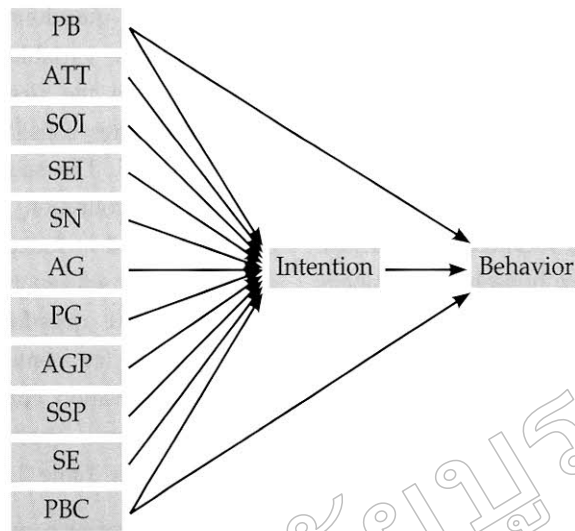 PB
ATT
SOI
SEI
SN
AG
Intention
Behavior
PG
AGP
SSP
SE
PBC